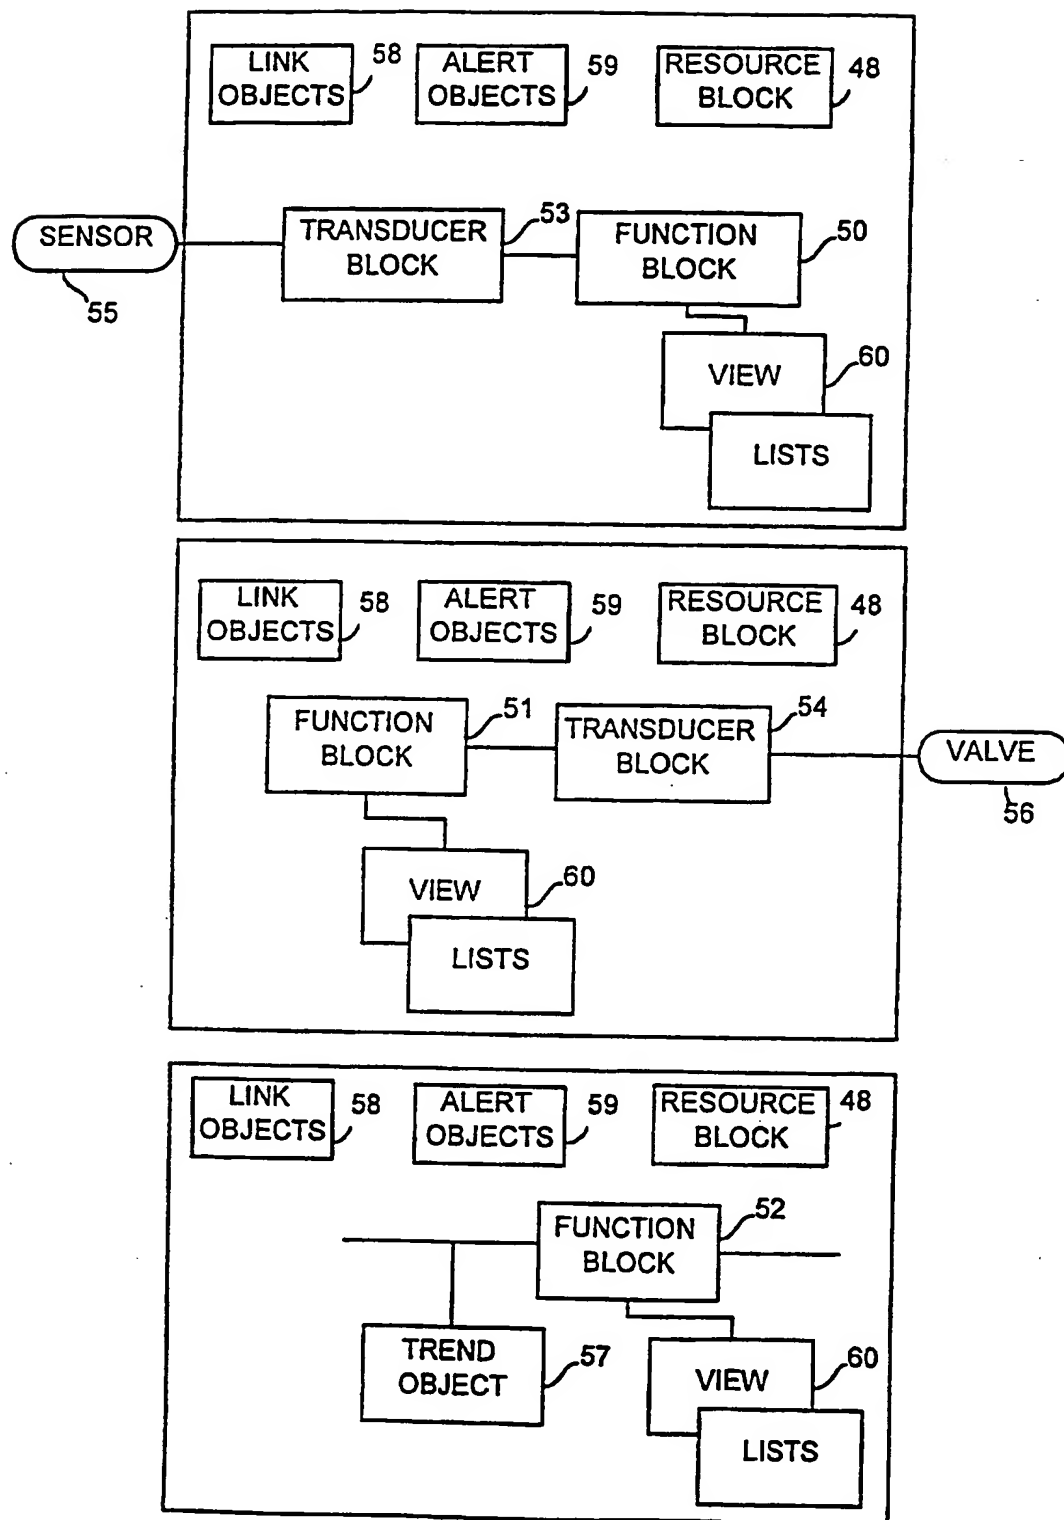 LINK
OBJECTS
58
ALERT
OBJECTS
59
RESOURCE
BLOCK
48
SENSOR
55
TRANSDUCER
BLOCK
53
FUNCTION
BLOCK
50
VIEW
60
LISTS
LINK
OBJECTS
58
ALERT
OBJECTS
59
RESOURCE
BLOCK
48
FUNCTION
BLOCK
51
TRANSDUCER
BLOCK
54
VALVE
56
VIEW
60
LISTS
LINK
OBJECTS
58
ALERT
OBJECTS
59
RESOURCE
BLOCK
48
FUNCTION
BLOCK
52
TREND
OBJECT
57
VIEW
60
LISTS